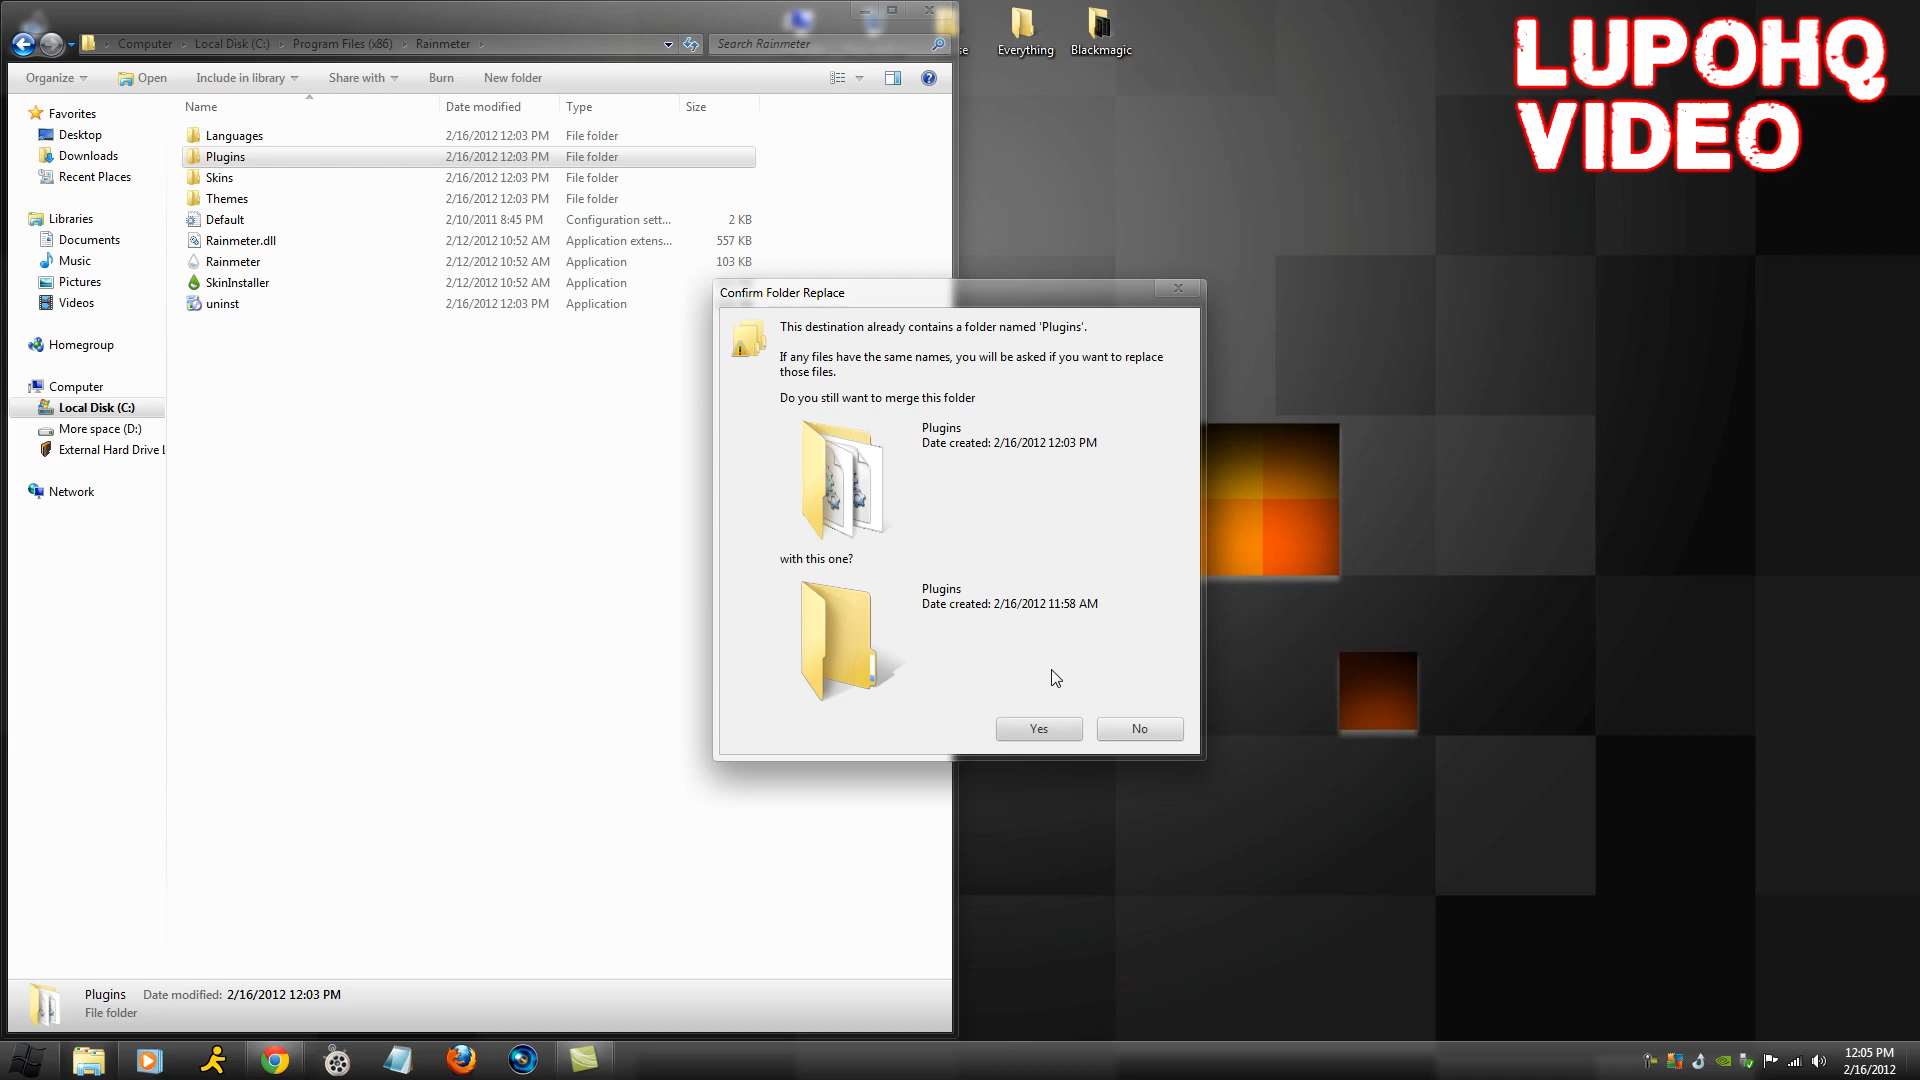 Computer Local Disk (C:) Program Files (x86) Rainmeter
Search Rainmeter
Organize Open Include in library Share with Burn New folder
Name Date modified Type Size
Favorites
Desktop
Downloads
Recent Places
Libraries
Documents
Music
Pictures
Videos
Homegroup
Computer
Local Disk (C:)
More space (D:)
External Hard Drive
Network
Languages 2/16/2012 12:03 PM File folder
Plugins 2/16/2012 12:03 PM File folder
Skins 2/16/2012 12:03 PM File folder
Themes 2/16/2012 12:03 PM File folder
Default 2/10/2011 8:45 PM Configuration sett... 2 KB
Rainmeter.dll 2/12/2012 10:52 AM Application extens... 557 KB
Rainmeter 2/12/2012 10:52 AM Application 103 KB
SkinInstaller 2/12/2012 10:52 AM Application
uninst 2/16/2012 12:03 PM Application
Plugins Date modified: 2/16/2012 12:03 PM
File folder
Everything
Blackmagic
LUPOHQ
VIDEO
Confirm Folder Replace
This destination already contains a folder named 'Plugins'.
If any files have the same names, you will be asked if you want to replace
those files.
Do you still want to merge this folder
Plugins
Date created: 2/16/2012 12:03 PM
with this one?
Plugins
Date created: 2/16/2012 11:58 AM
Yes No
12:05 PM
2/16/2012